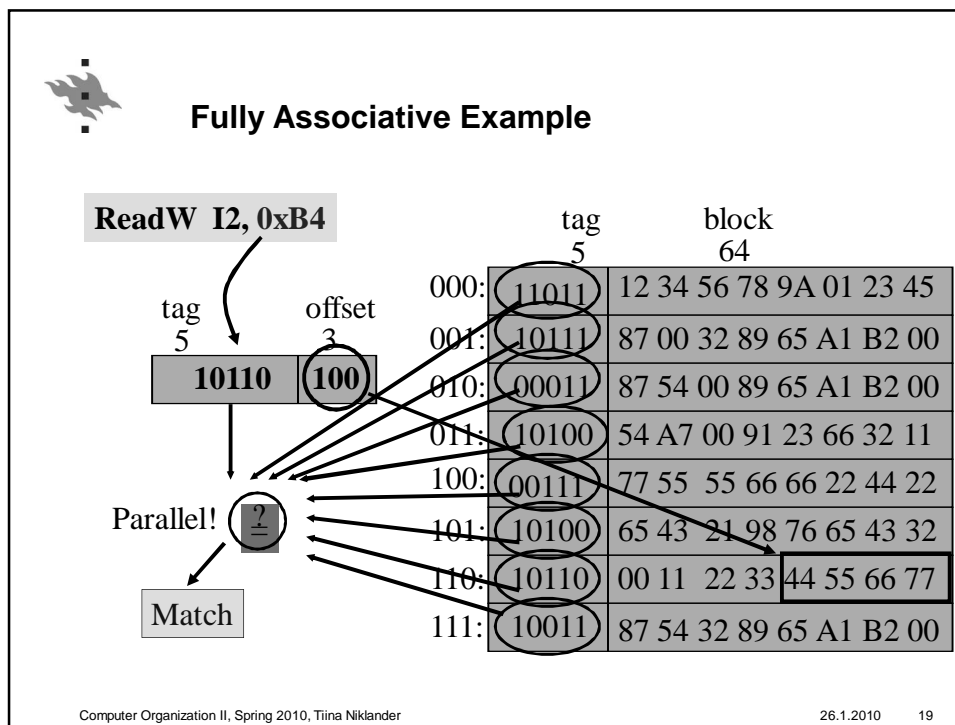 Fully Associative Example
ReadW I2, 0xB4
tag block
5 64
tag offset
5 3
10110 100
000: 11011 12 34 56 78 9A 01 23 45
001: 10111 87 00 32 89 65 A1 B2 00
010: 00011 87 54 00 89 65 A1 B2 00
011: 10100 54 A7 00 91 23 66 32 11
100: 00111 77 55 55 66 66 22 44 22
101: 10100 65 43 21 98 76 65 43 32
110: 10110 00 11 22 33 44 55 66 77
111: 10011 87 54 32 89 65 A1 B2 00
Parallel! ?
=
Match
Computer Organization II, Spring 2010, Tiina Niklander 26.1.2010 19